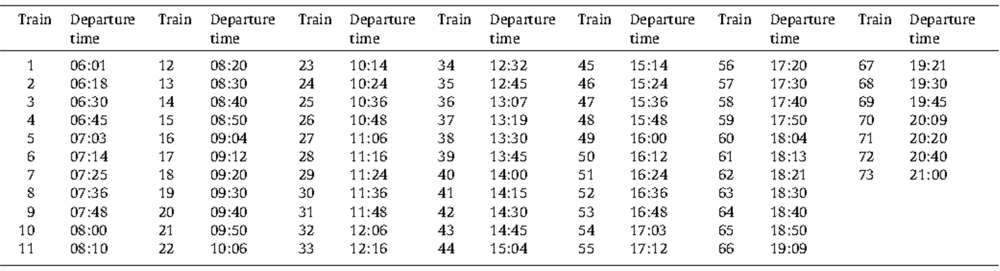 Train Departure time Train Departure time Train Departure time Train Departure time Train Departure time Train Departure time Train Departure time
1 06:01 12 08:20 23 10:14 34 12:32 45 15:14 56 17:20 67 19:21
2 06:18 13 08:30 24 10:24 35 12:45 46 15:24 57 17:30 68 19:30
3 06:30 14 08:40 25 10:36 36 13:07 47 15:36 58 17:40 69 19:45
4 06:45 15 08:50 26 10:48 37 13:19 48 15:48 59 17:50 70 20:09
5 07:03 16 09:04 27 11:06 38 13:30 49 16:00 60 18:04 71 20:20
6 07:14 17 09:12 28 11:16 39 13:45 50 16:12 61 18:13 72 20:40
7 07:25 18 09:20 29 11:24 40 14:00 51 16:24 62 18:21 73 21:00
8 07:36 19 09:30 30 11:36 41 14:15 52 16:36 63 18:30
9 07:48 20 09:40 31 11:48 42 14:30 53 16:48 64 18:40
10 08:00 21 09:50 32 12:06 43 14:45 54 17:03 65 18:50
11 08:10 22 10:06 33 12:16 44 15:04 55 17:12 66 19:09